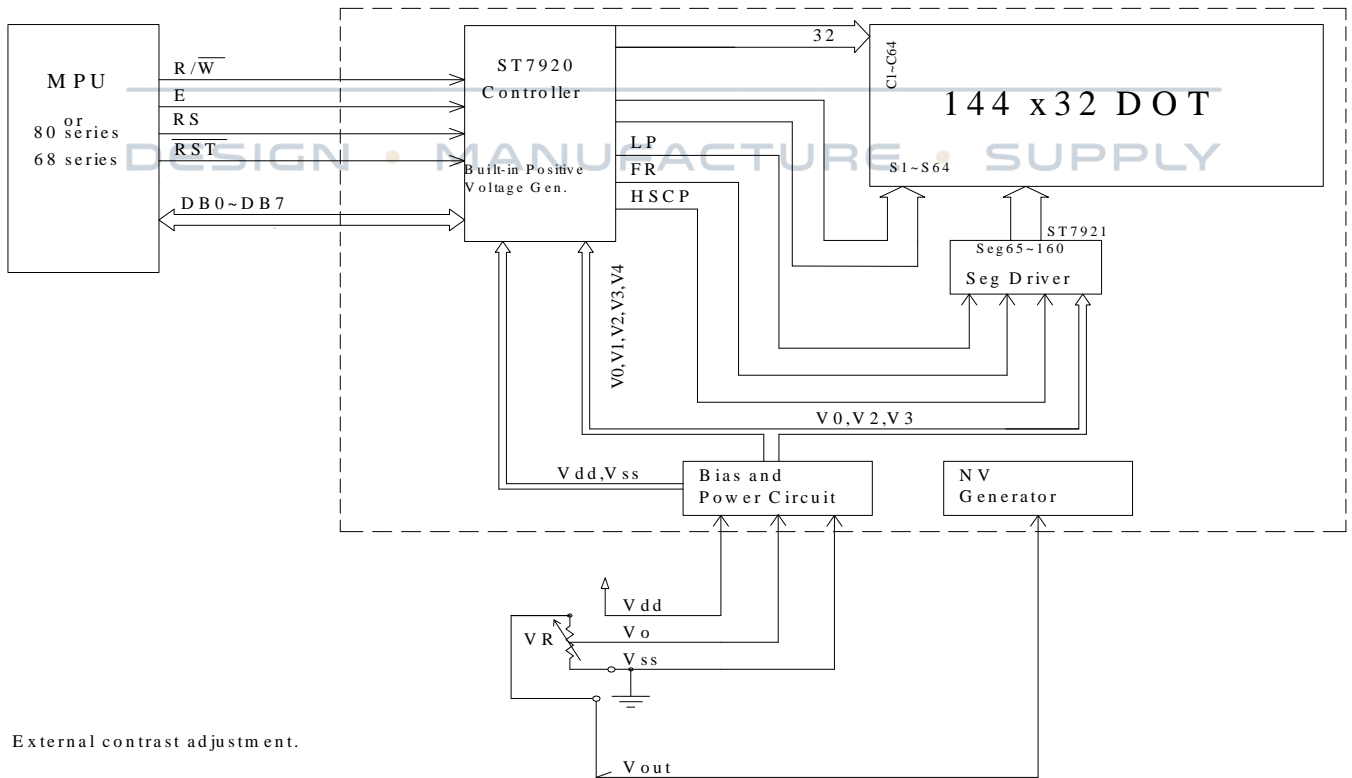 MPU
or
80 series
68 series
R/W̅
E
RS
R̅S̅T̅
DB0~DB7
ST7920
Controller
Built-in Positive
Voltage Gen.
32
C1~C64
144 x32 DOT
S1~S64
DESIGN • MANUFACTURE • SUPPLY
LP
FR
HSCP
ST7921
Seg65~160
Seg Driver
V0,V1,V2,V3,V4
V0,V2,V3
Vdd,Vss
Bias and
Power Circuit
NV
Generator
Vdd
VR
Vo
Vss
External contrast adjustment.
Vout